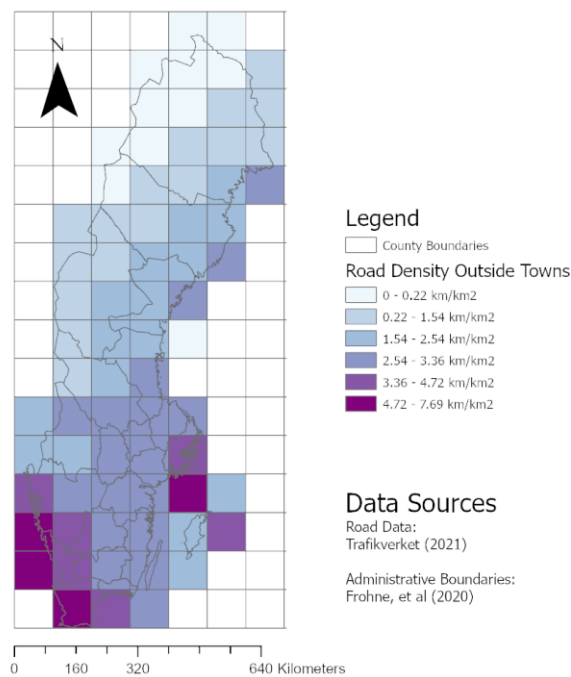 N
Legend
County Boundaries
Road Density Outside Towns
0 - 0.22 km/km2
0.22 - 1.54 km/km2
1.54 - 2.54 km/km2
2.54 - 3.36 km/km2
3.36 - 4.72 km/km2
4.72 - 7.69 km/km2
Data Sources
Road Data:
Trafikverket (2021)
Administrative Boundaries:
Frohne, et al (2020)
0 160 320 640 Kilometers